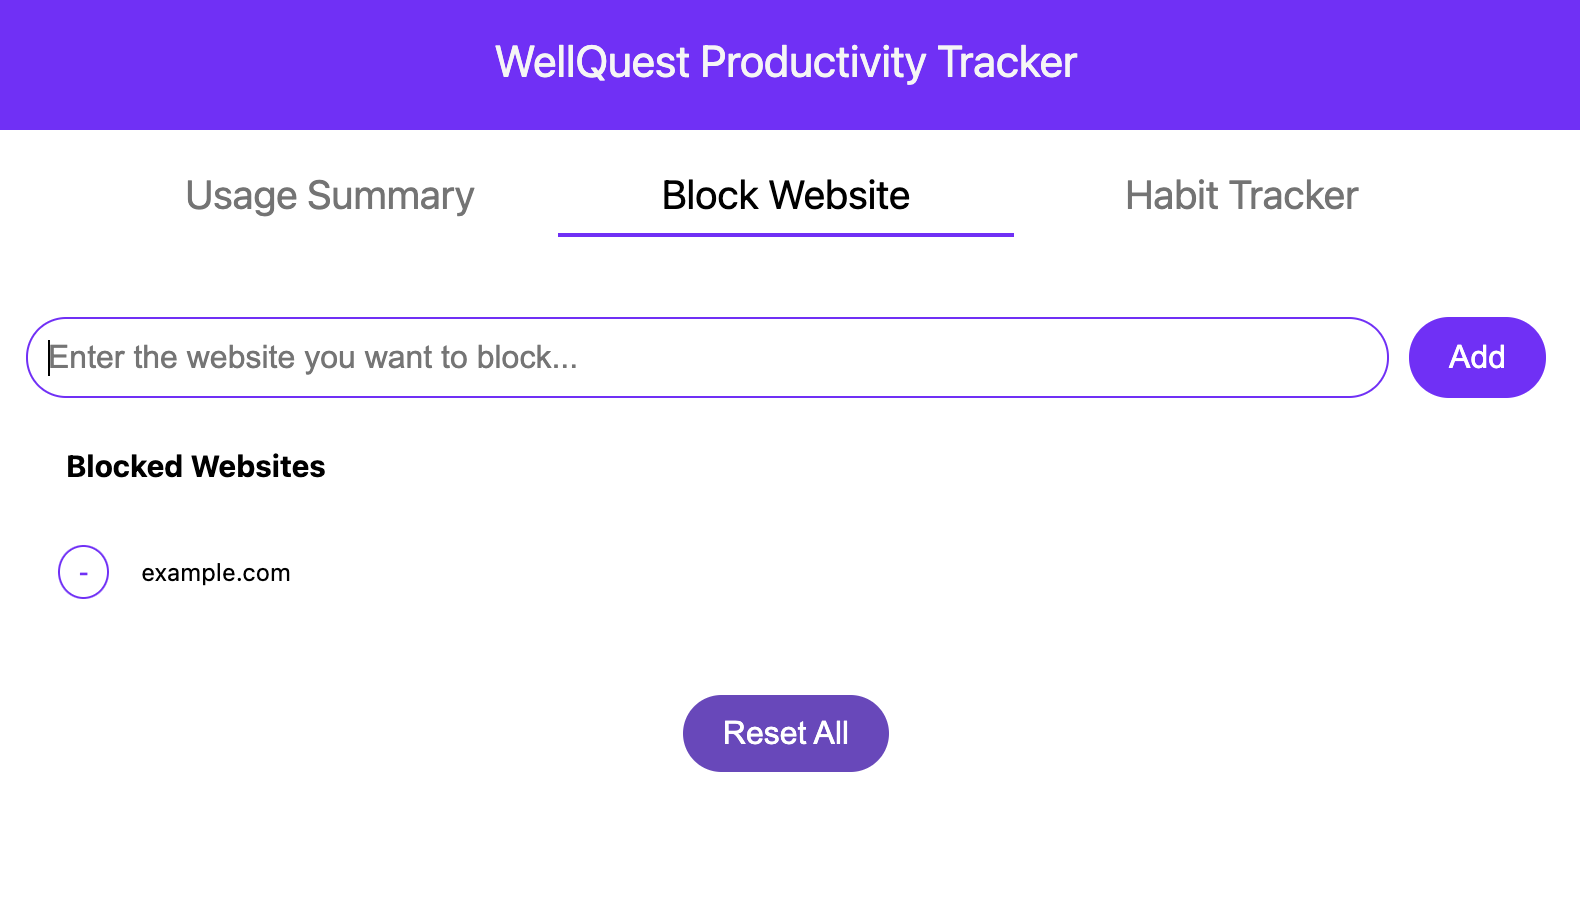 WellQuest Productivity Tracker
Usage Summary Block Website Habit Tracker
Enter the website you want to block...
Add
Blocked Websites
- example.com
Reset All